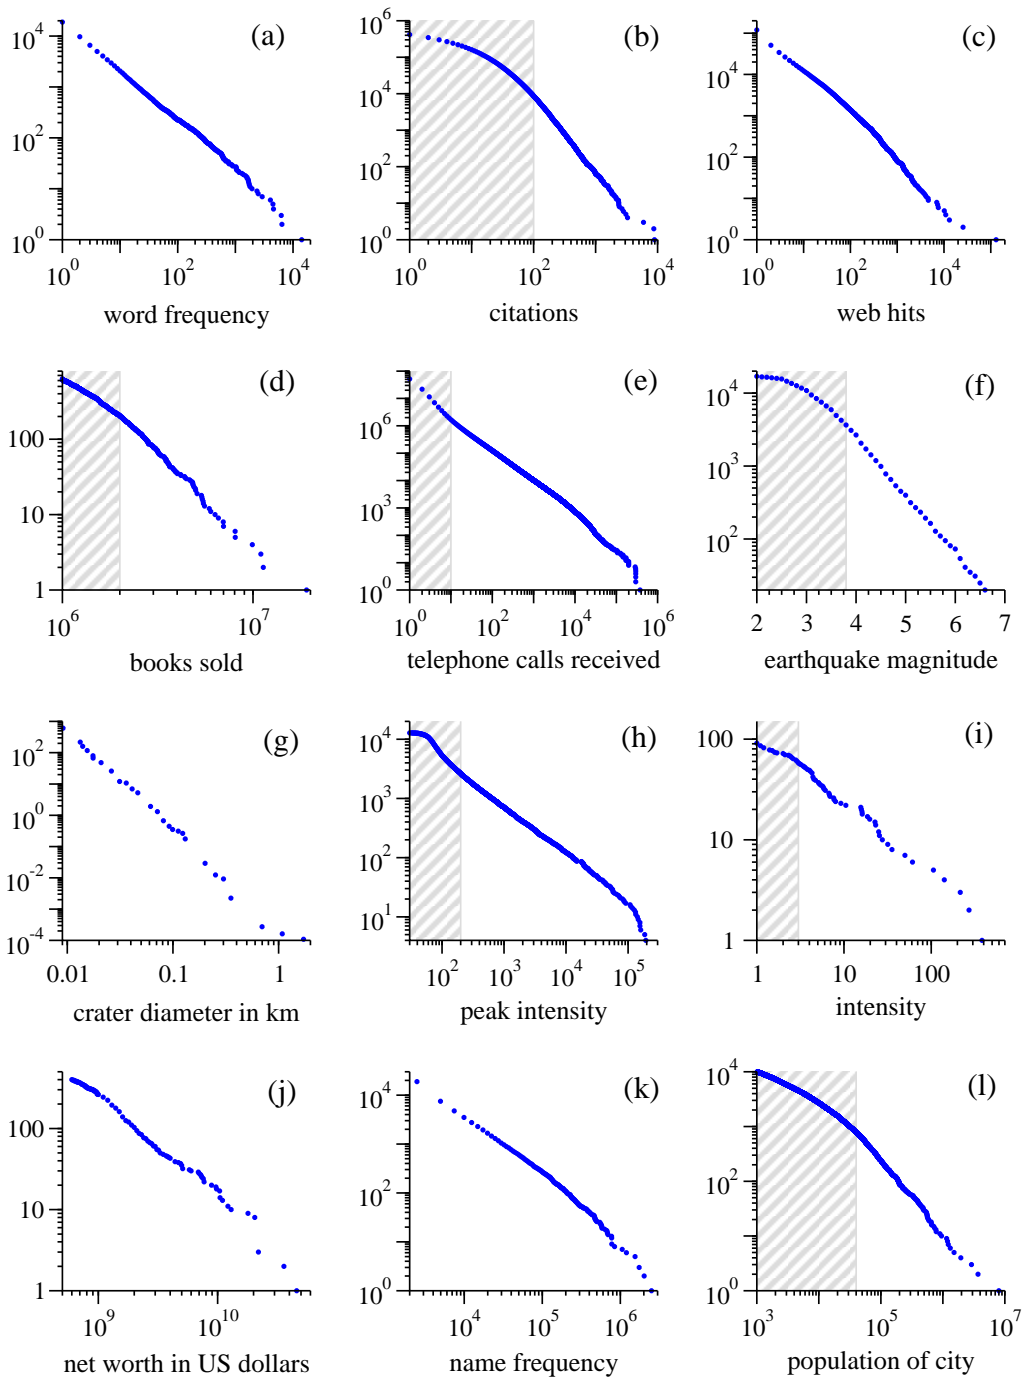 (a)
10^4
10^2
10^0
10^0 10^2 10^4
word frequency
(b)
10^6
10^4
10^2
10^0
10^0 10^2 10^4
citations
(c)
10^4
10^2
10^0
10^0 10^2 10^4
web hits
(d)
100
10
1
10^6 10^7
books sold
(e)
10^6
10^3
10^0
10^0 10^2 10^4 10^6
telephone calls received
(f)
10^4
10^3
10^2
2 3 4 5 6 7
earthquake magnitude
(g)
10^2
10^0
10^-2
10^-4
0.01 0.1 1
crater diameter in km
(h)
10^4
10^3
10^2
10^1
10^2 10^3 10^4 10^5
peak intensity
(i)
100
10
1
1 10 100
intensity
(j)
100
10
1
10^9 10^10
net worth in US dollars
(k)
10^4
10^2
10^0
10^4 10^5 10^6
name frequency
(l)
10^4
10^2
10^0
10^3 10^5 10^7
population of city